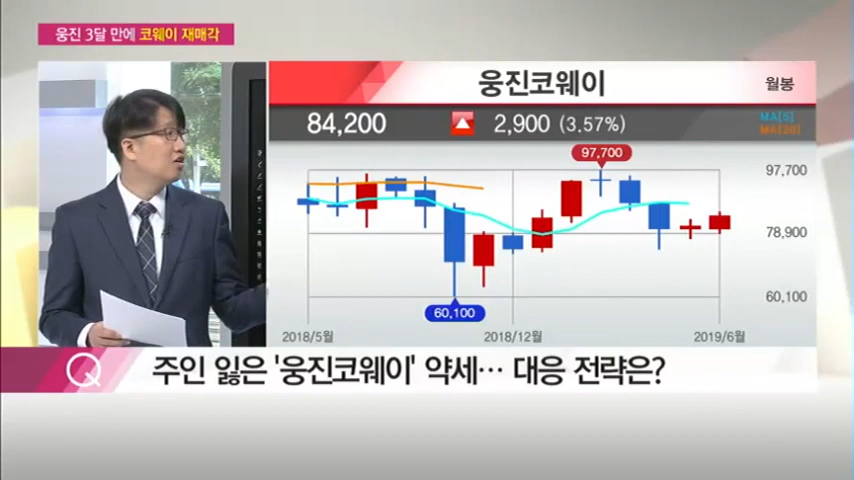 웅진 3달 만에 코웨이 재매각
웅진코웨이
월봉
84,200 2,900 (3.57%)
MA[5]
MA[20]
97,700
97,700
78,900
60,100
60,100
2018/5월 2018/12월 2019/6월
Q 주인 잃은 '웅진코웨이' 약세… 대응 전략은?